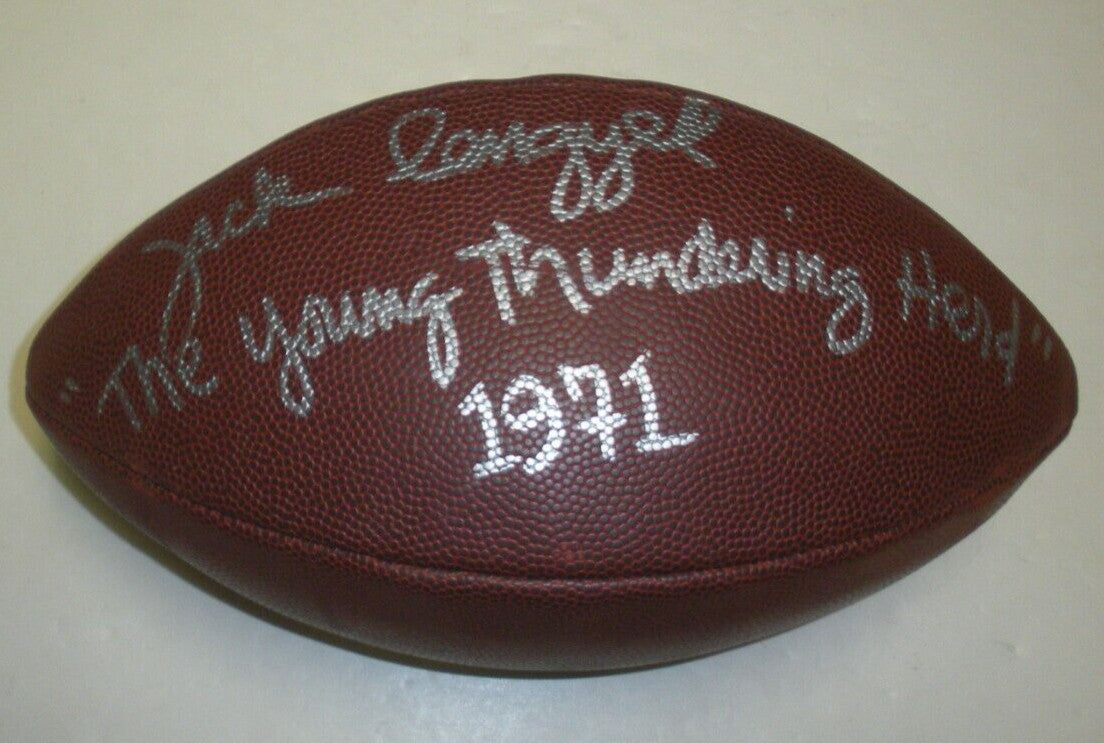 Jack Lengyel
"The Young Thundering Herd"
1971